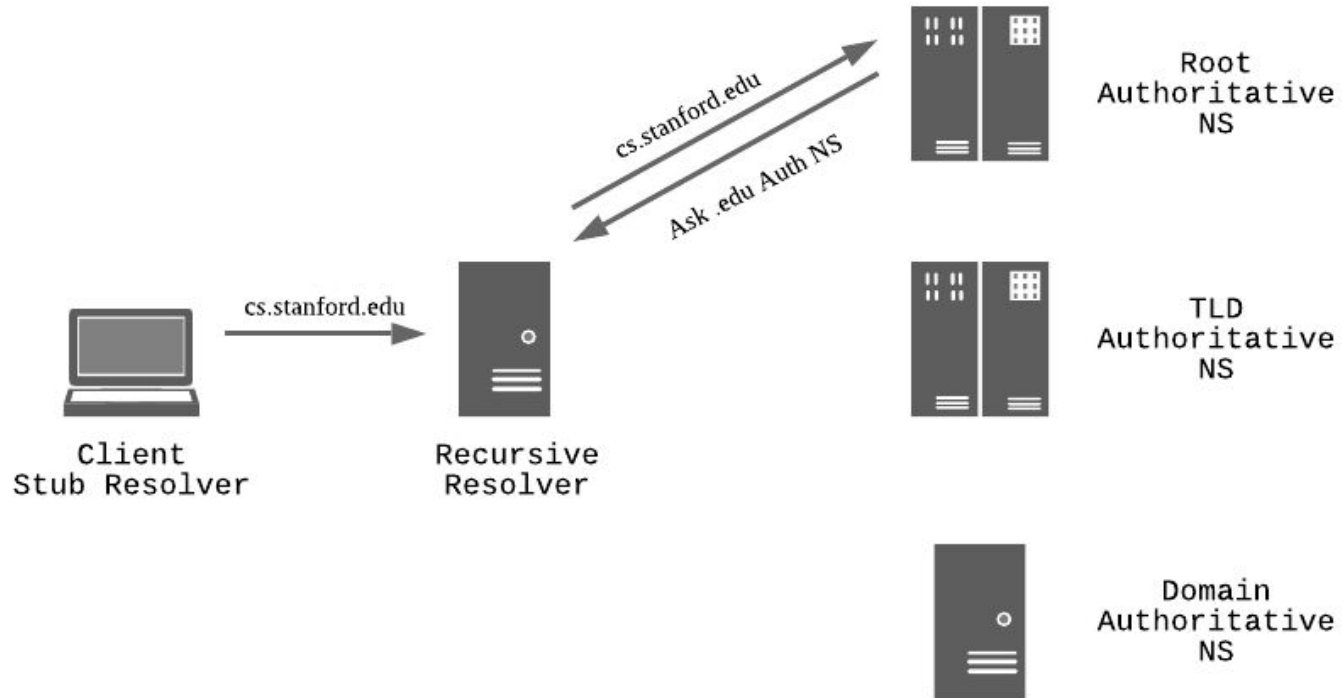 cs.stanford.edu
Ask .edu Auth NS
Root
Authoritative
NS
cs.stanford.edu
TLD
Authoritative
NS
Client
Stub Resolver
Recursive
Resolver
Domain
Authoritative
NS